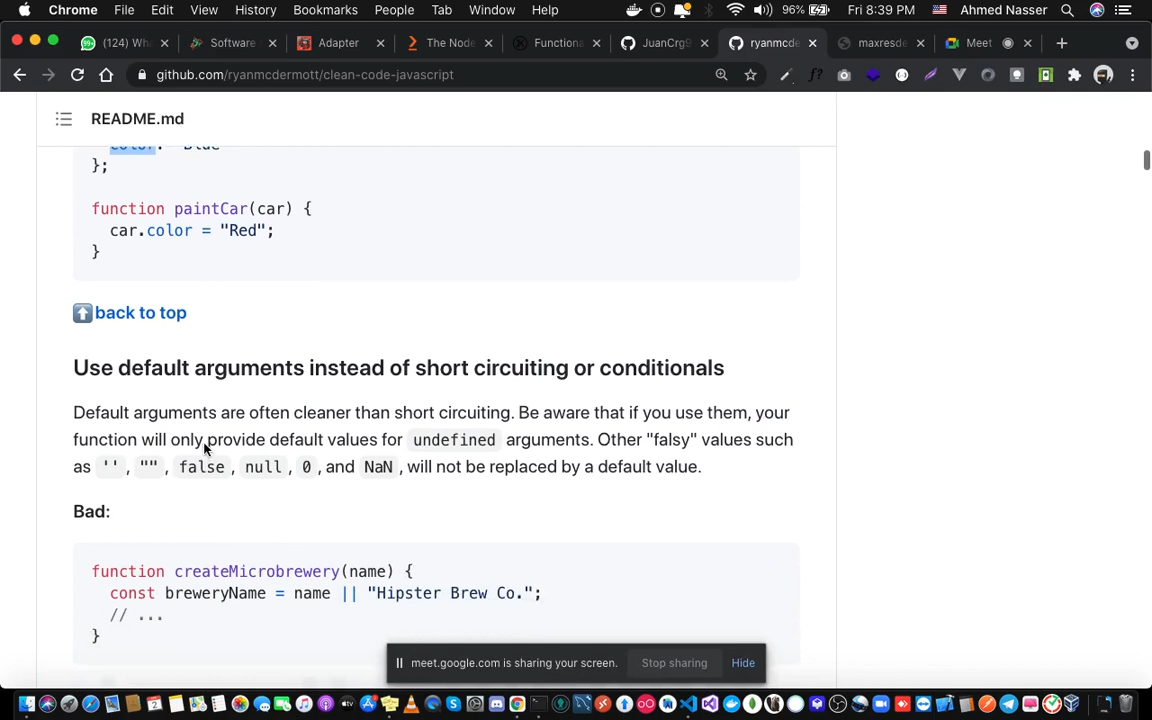 Chrome File Edit View History Bookmarks People Tab Window Help 96% Fri 8:39 PM Ahmed Nasser
(124) Wh
Software
Adapter
The Node
Functiona
JuanCrg9
ryanmcde
maxresde
Meet
github.com/ryanmcdermott/clean-code-javascript
README.md
color: "Blue"
};
function paintCar(car) {
car.color = "Red";
}
back to top
Use default arguments instead of short circuiting or conditionals
Default arguments are often cleaner than short circuiting. Be aware that if you use them, your
function will only provide default values for undefined arguments. Other "falsy" values such
as '', "", false, null, 0, and NaN, will not be replaced by a default value.
Bad:
function createMicrobrewery(name) {
const breweryName = name || "Hipster Brew Co.";
// ...
}
meet.google.com is sharing your screen. Stop sharing Hide